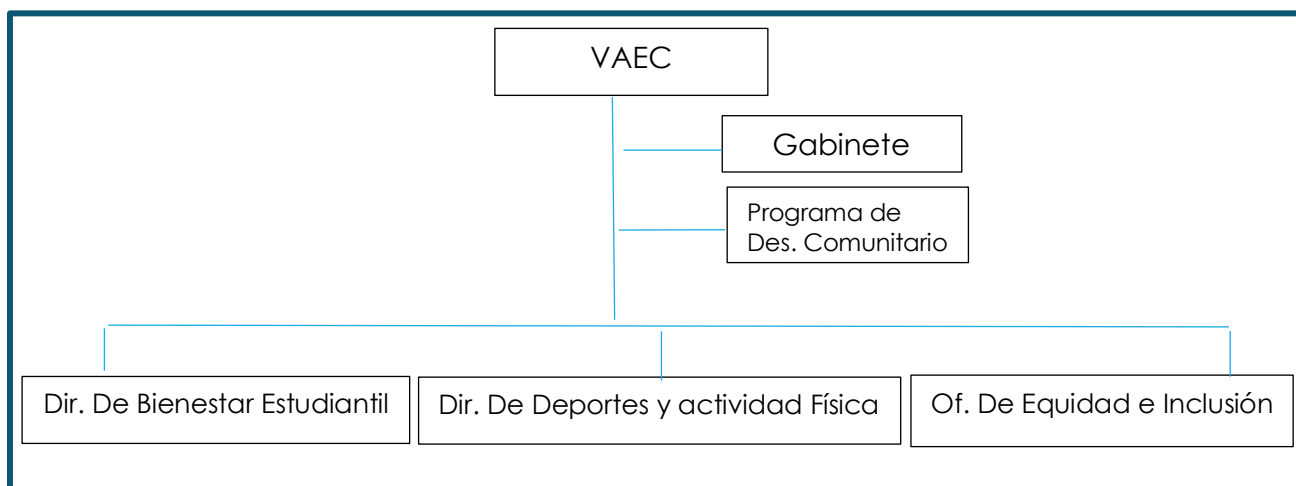 VAEC
Gabinete
Programa de
Des. Comunitario
Dir. De Bienestar Estudiantil
Dir. De Deportes y actividad Física
Of. De Equidad e Inclusión